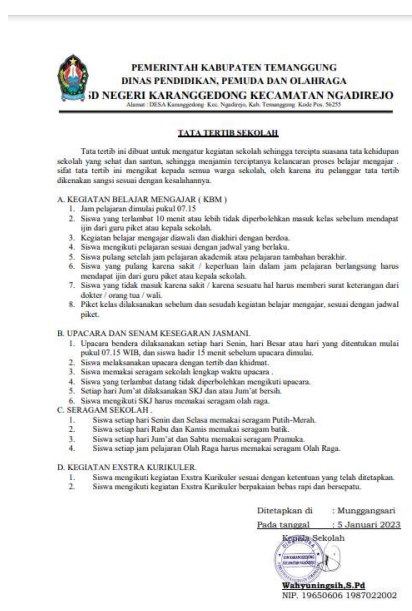 PEMERINTAH KABUPATEN TEMANGGUNG
DINAS PENDIDIKAN, PEMUDA DAN OLAHRAGA
SD NEGERI KARANGGEDONG KECAMATAN NGADIREJO
Alamat : DESA Karanggedong Kec. Ngadirejo, Kab. Temanggung Kode Pos. 56255
TATA TERTIB SEKOLAH
Tata tertib ini dibuat untuk mengatur kegiatan sekolah sehingga tercipta suasana tata kehidupan
sekolah yang sehat dan santun, sehingga menjamin terciptanya kelancaran proses belajar mengajar .
sifat tata tertib ini mengikat kepada semua warga sekolah, oleh karena itu pelanggar tata tertib
dikenakan sangsi sesuai dengan kesalahannya.
A. KEGIATAN BELAJAR MENGAJAR ( KBM )
1. Jam pelajaran dimulai pukul 07.15
2. Siswa yang terlambat 10 menit atau lebih tidak diperbolehkan masuk kelas sebelum mendapat
ijin dari guru piket atau kepala sekolah.
3. Kegiatan belajar mengajar diawali dan diakhiri dengan berdoa.
4. Siswa mengikuti pelajaran sesuai dengan jadwal yang berlaku.
5. Siswa pulang setelah jam pelajaran akademik atau pelajaran tambahan berakhir.
6. Siswa yang pulang karena sakit / keperluan lain dalam jam pelajaran berlangsung harus
mendapat ijin dari guru piket atau kepala sekolah.
7. Siswa yang tidak masuk karena sakit / karena sesuatu hal harus memberi surat keterangan dari
dokter / orang tua / wali.
8. Piket kelas dilaksanakan sebelum dan sesudah kegiatan belajar mengajar, sesuai dengan jadwal
piket.
B. UPACARA DAN SENAM KESEGARAN JASMANI.
1. Upacara bendera dilaksanakan setiap hari Senin, hari Besar atau hari yang ditentukan mulai
pukul 07.15 WIB, dan siswa hadir 15 menit sebelum upacara dimulai.
2. Siswa melaksanakan upacara dengan tertib dan khidmat.
3. Siswa memakai seragam sekolah lengkap waktu upacara .
4. Siswa yang terlambat datang tidak diperbolehkan mengikuti upacara.
5. Setiap hari Jum'at dilaksanakan SKJ dan atau Jum'at bersih.
6. Siswa mengikuti SKJ harus memakai seragam olah raga.
C. SERAGAM SEKOLAH .
1. Siswa setiap hari Senin dan Selasa memakai seragam Putih-Merah.
2. Siswa setiap hari Rabu dan Kamis memakai seragam batik.
3. Siswa setiap hari Jum'at dan Sabtu memakai seragam Pramuka.
4. Siswa setiap jam pelajaran Olah Raga harus memakai seragam Olah Raga.
D. KEGIATAN EXSTRA KURIKULER.
1. Siswa mengikuti kegiatan Exstra Kurikuler sesuai dengan ketentuan yang telah ditetapkan.
2. Siswa mengikuti kegiatan Exstra Kurikuler berpakaian bebas rapi dan bersepatu.
Ditetapkan di : Munggangsari
Pada tanggal : 5 Januari 2023
Kepala Sekolah
Wahyuningsih,S.Pd
NIP. 19650606 1987022002